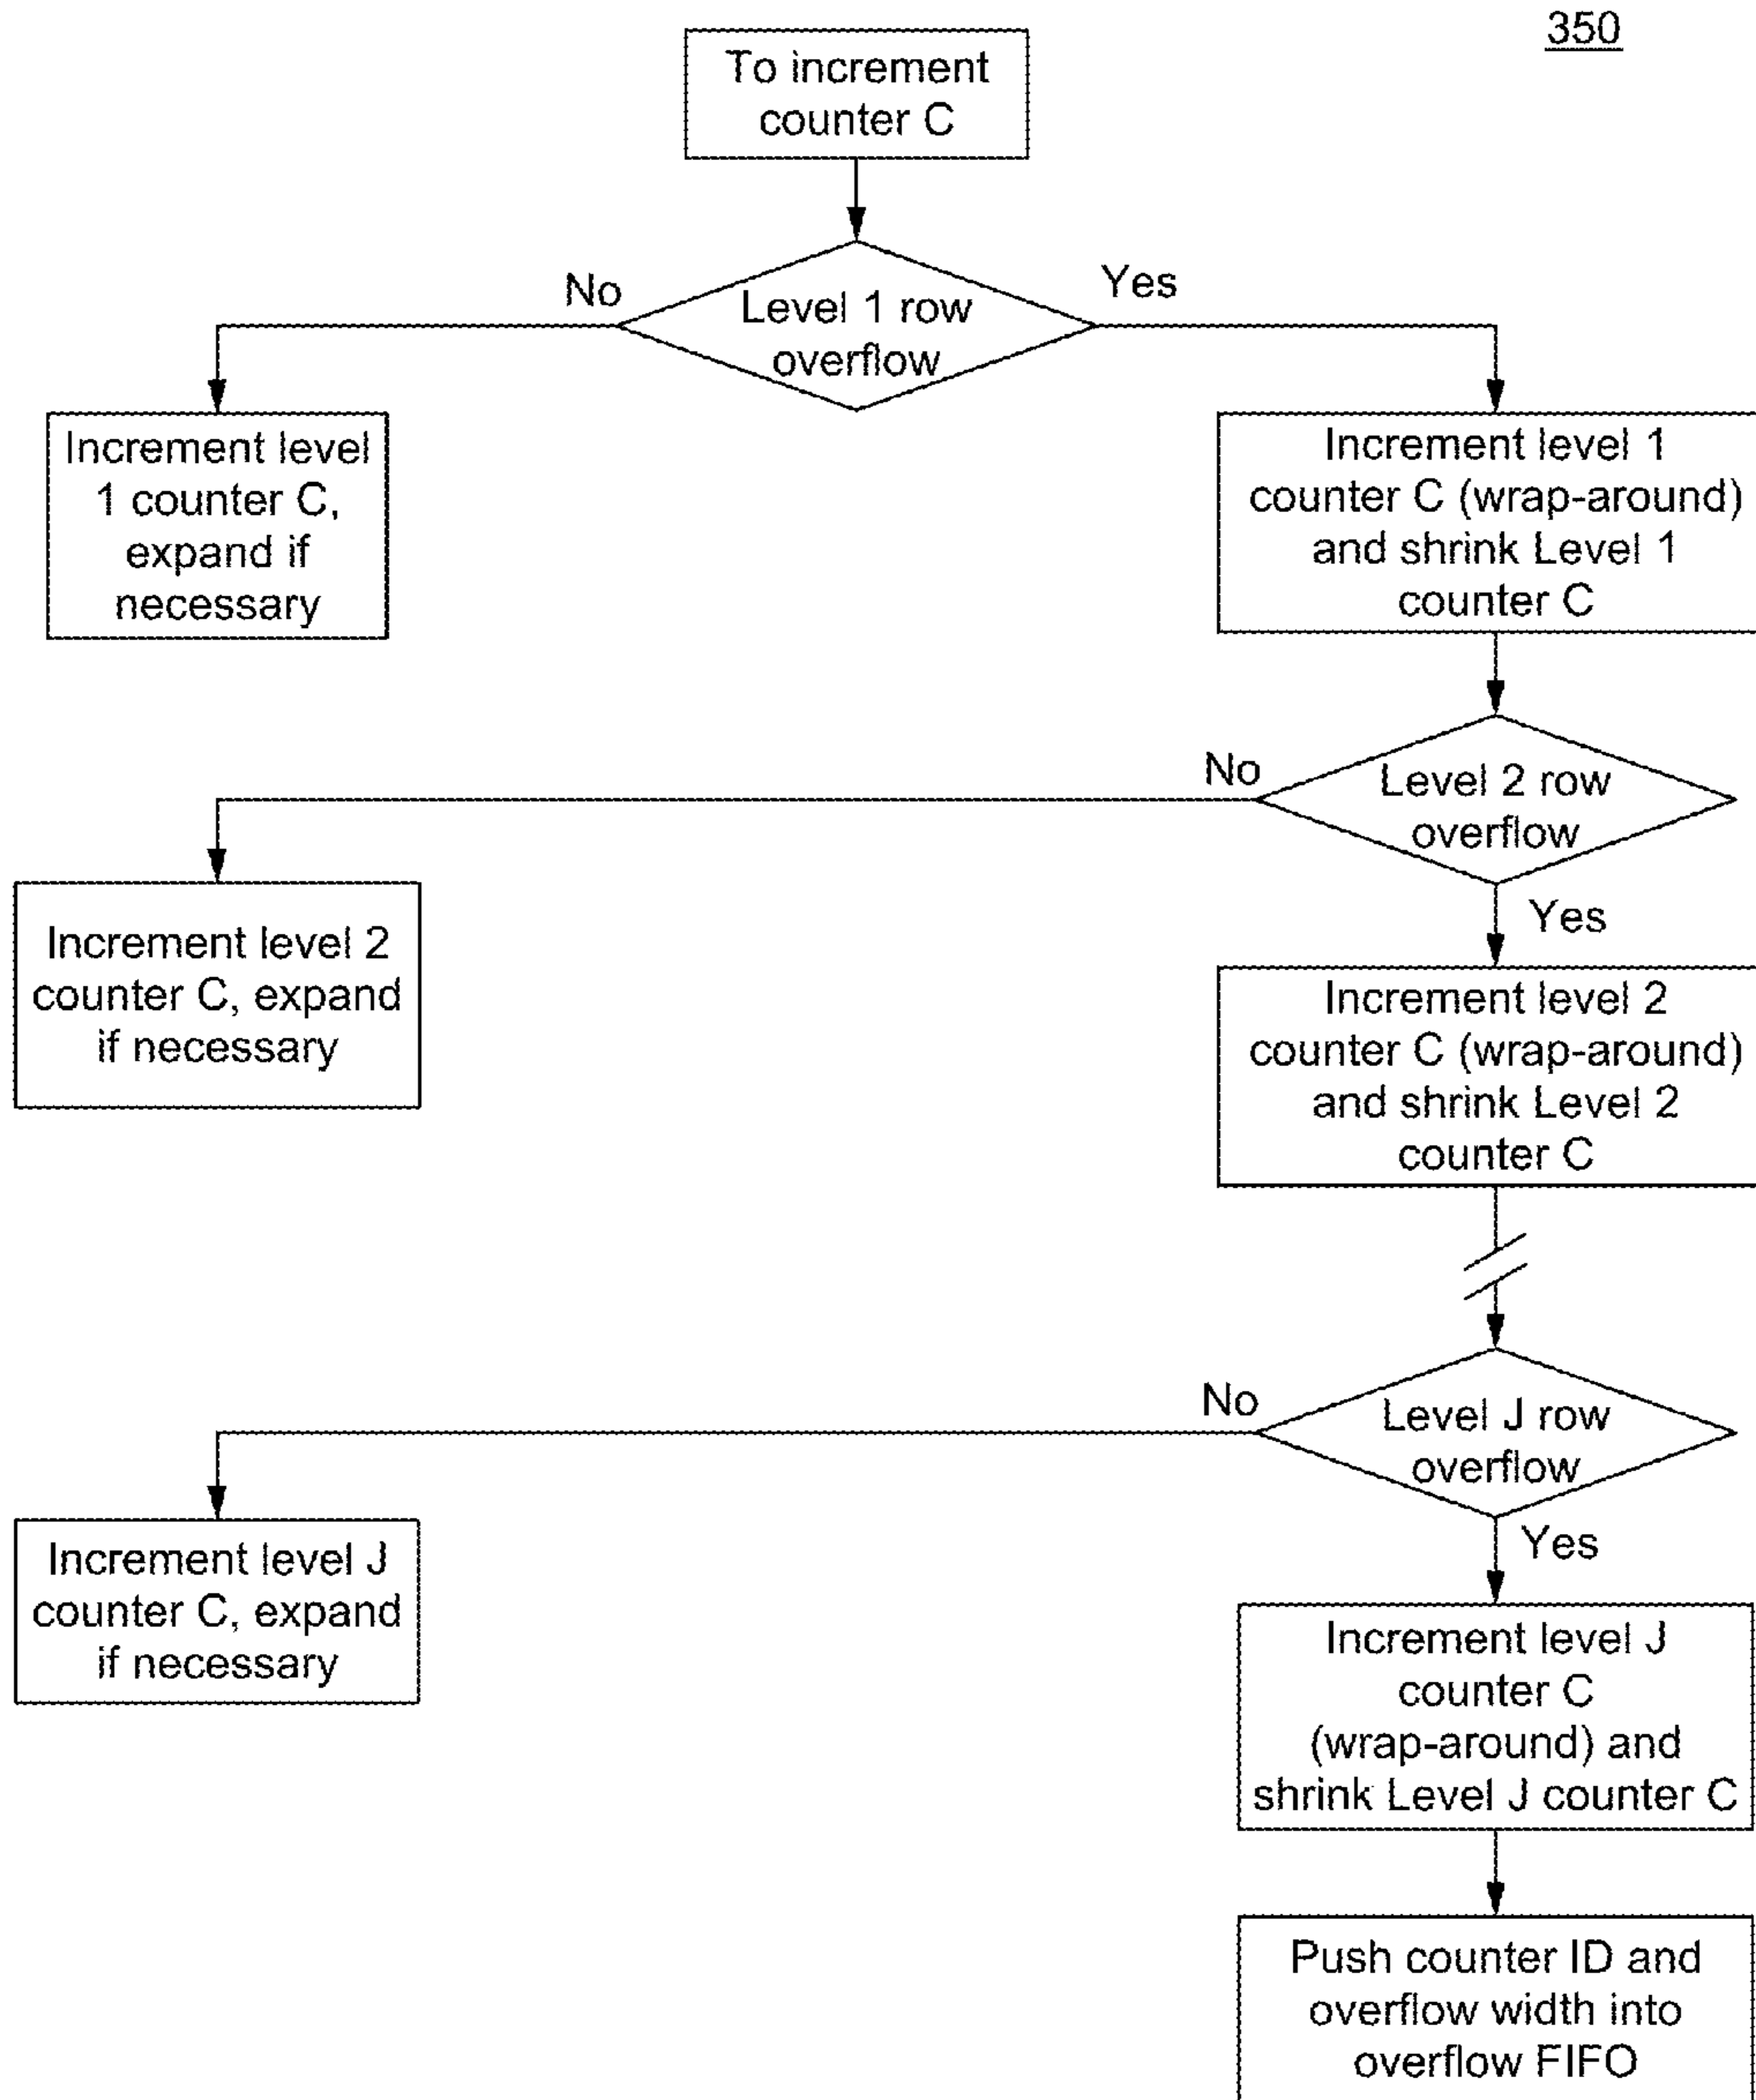 350
To increment
counter C
No
Yes
Level 1 row
overflow
Increment level
1 counter C,
expand if
necessary
Increment level 1
counter C (wrap-around)
and shrink Level 1
counter C
No
Level 2 row
overflow
Yes
Increment level 2
counter C, expand
if necessary
Increment level 2
counter C (wrap-around)
and shrink Level 2
counter C
No
Level J row
overflow
Yes
Increment level J
counter C, expand
if necessary
Increment level J
counter C
(wrap-around) and
shrink Level J counter C
Push counter ID and
overflow width into
overflow FIFO